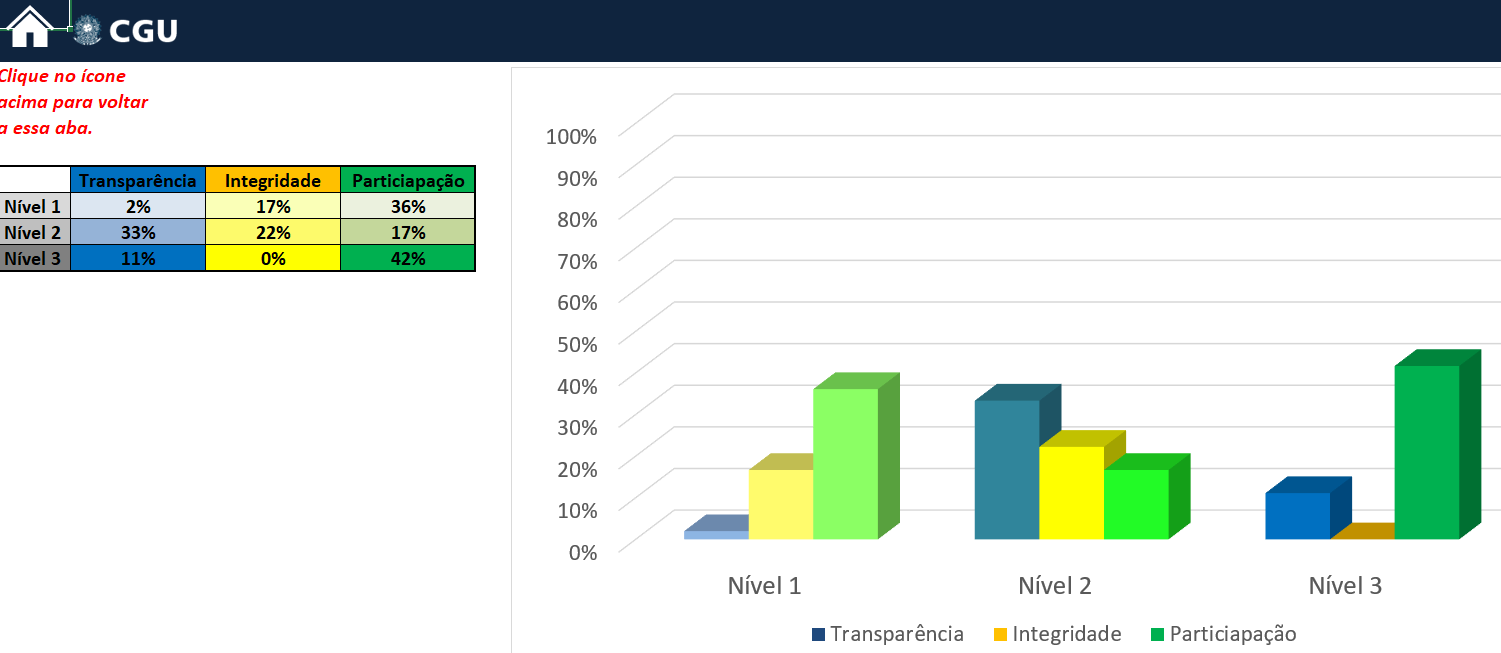 CGU
Clique no ícone
acima para voltar
a essa aba.
Transparência Integridade Particiapação
Nível 1 2% 17% 36%
Nível 2 33% 22% 17%
Nível 3 11% 0% 42%
100%
90%
80%
70%
60%
50%
40%
30%
20%
10%
0%
Nível 1 Nível 2 Nível 3
Transparência Integridade Particiapação